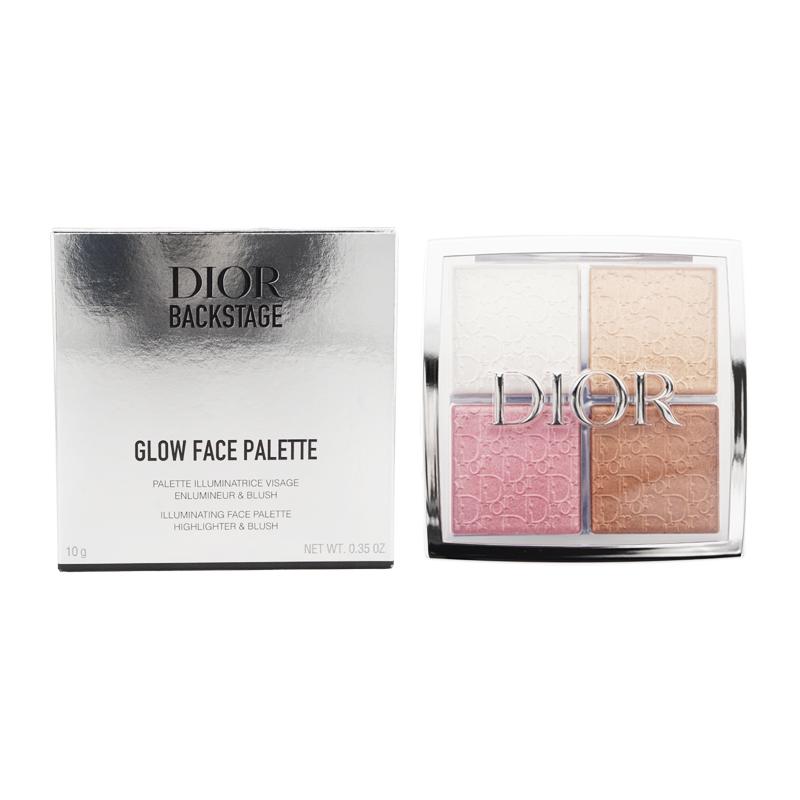 DIOR
BACKSTAGE
GLOW FACE PALETTE
PALETTE ILLUMINATRICE VISAGE
ENLUMINEUR & BLUSH
ILLUMINATING FACE PALETTE
HIGHLIGHTER & BLUSH
10 g
NET WT. 0.35 OZ
DIOR